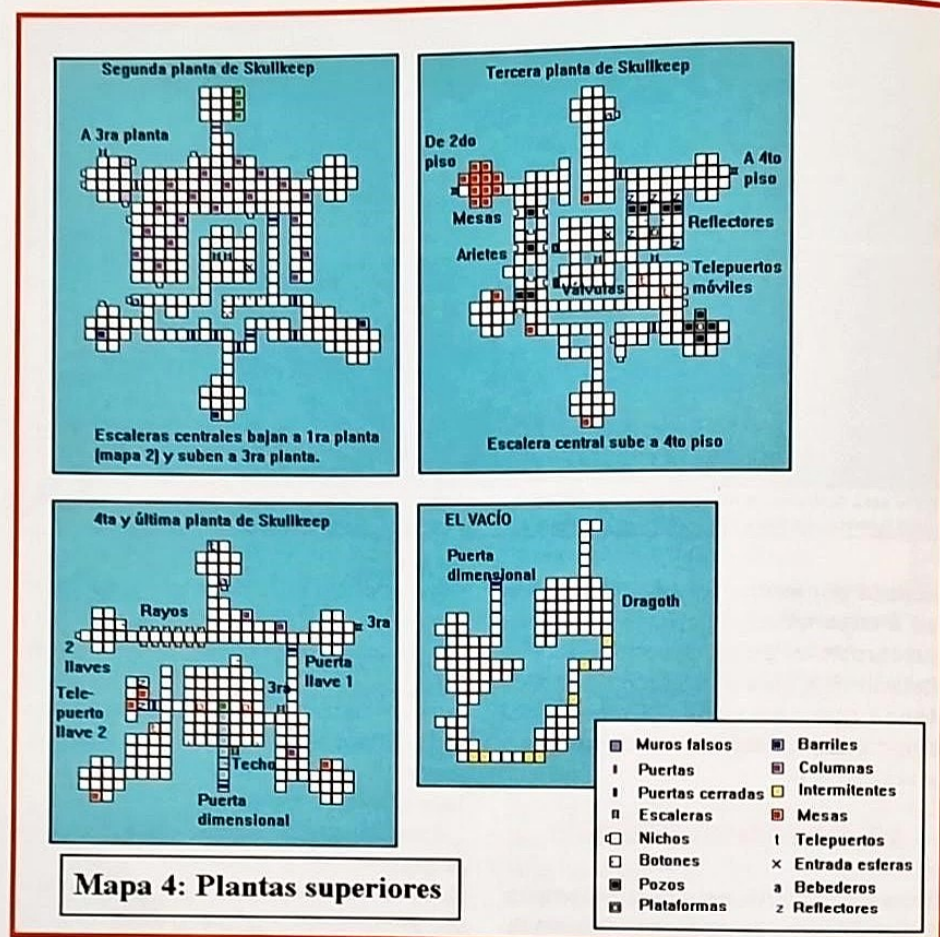 Segunda planta de Skullkeep
A 3ra planta
Escaleras centrales bajan a 1ra planta
(mapa 2) y suben a 3ra planta.
Tercera planta de Skullkeep
De 2do
piso
A 4to
piso
Mesas
Reflectores
Arietes
Telepuertos
móviles
Válvulas
Escalera central sube a 4to piso
4ta y última planta de Skullkeep
Rayos
3ra
2
llaves
Puerta
llave 1
3ra
Tele-
puerto
llave 2
Techo
Puerta
dimensional
EL VACÍO
Puerta
dimensional
Dragoth
Muros falsos
Puertas
Puertas cerradas
Escaleras
Nichos
Botones
Pozos
Plataformas
Barriles
Columnas
Intermitentes
Mesas
t Telepuertos
x Entrada esferas
a Bebederos
z Reflectores
Mapa 4: Plantas superiores